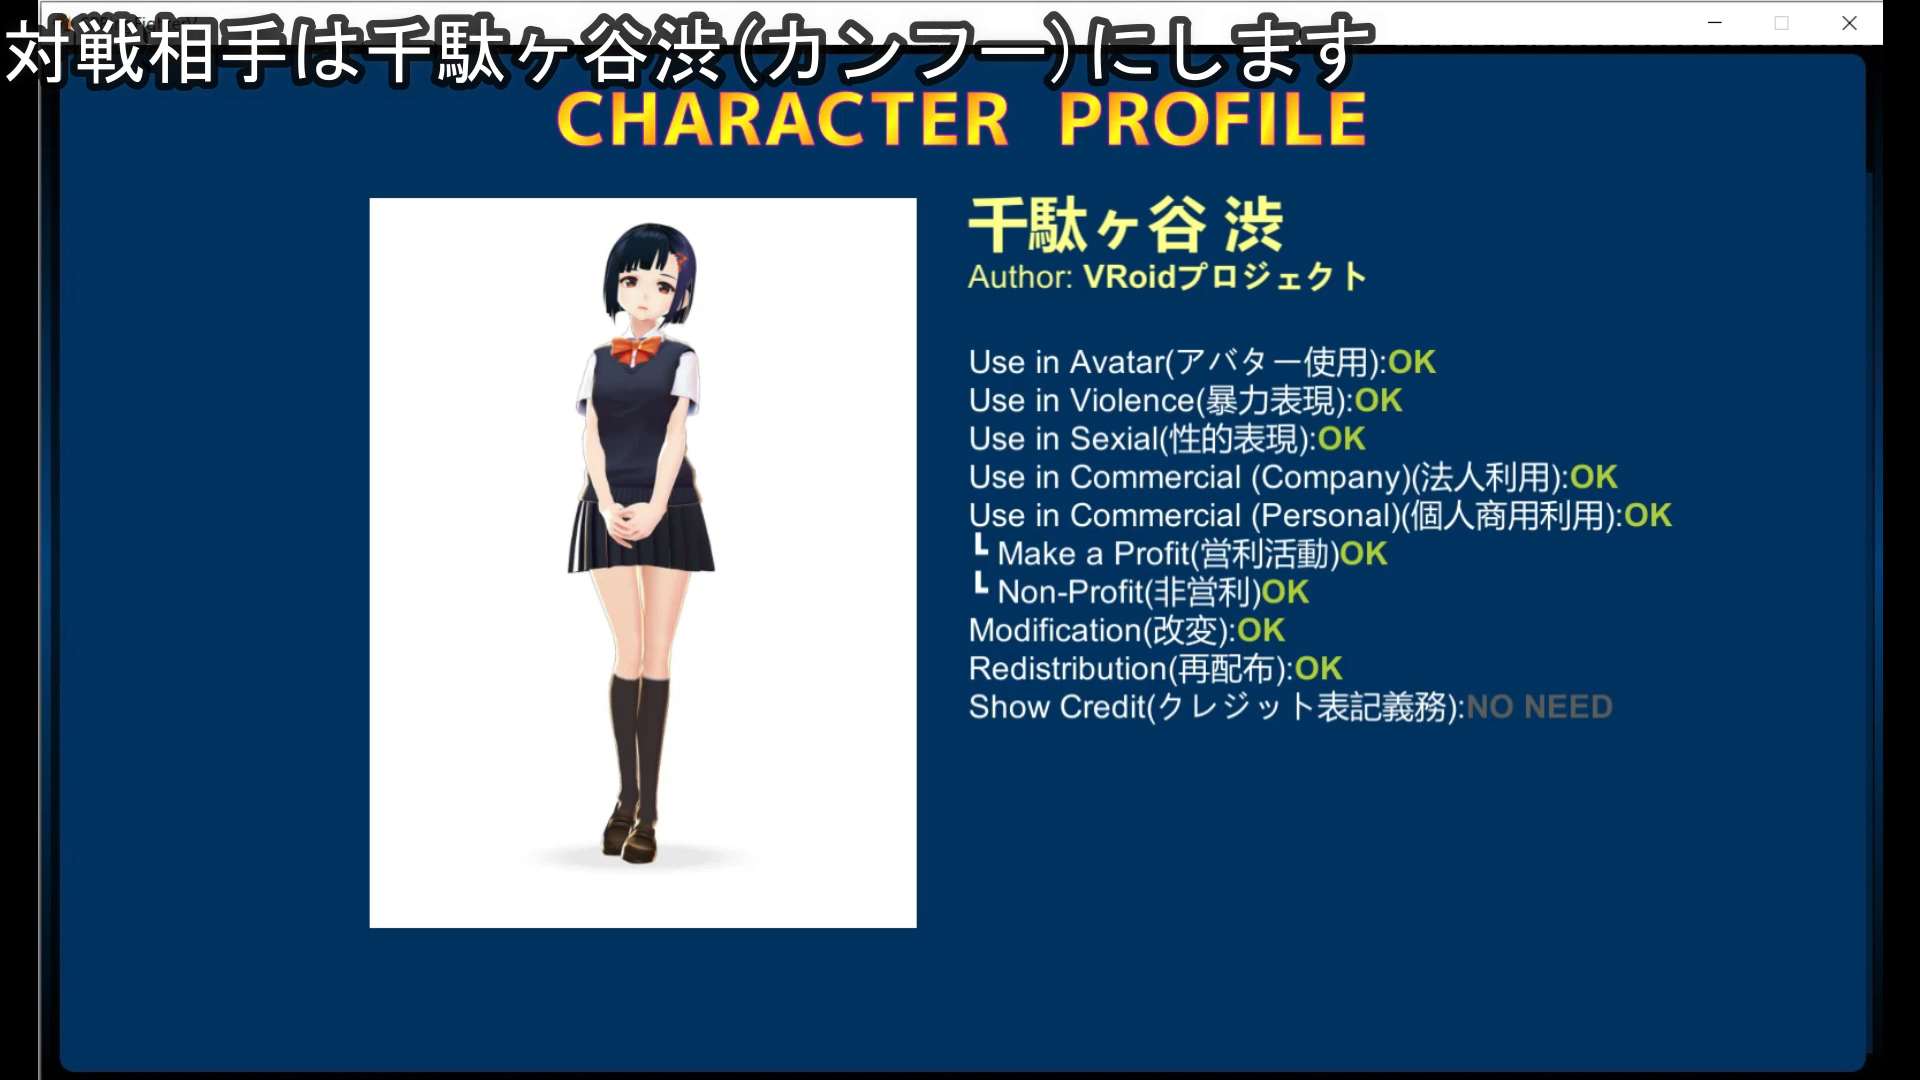 対戦相手は千駄ヶ谷渋(カンフー)にします
CHARACTER PROFILE
千駄ヶ谷 渋
Author: VRoidプロジェクト
Use in Avatar(アバター使用):OK
Use in Violence(暴力表現):OK
Use in Sexial(性的表現):OK
Use in Commercial (Company)(法人利用):OK
Use in Commercial (Personal)(個人商用利用):OK
┗ Make a Profit(営利活動)OK
┗ Non-Profit(非営利)OK
Modification(改変):OK
Redistribution(再配布):OK
Show Credit(クレジット表記義務):NO NEED